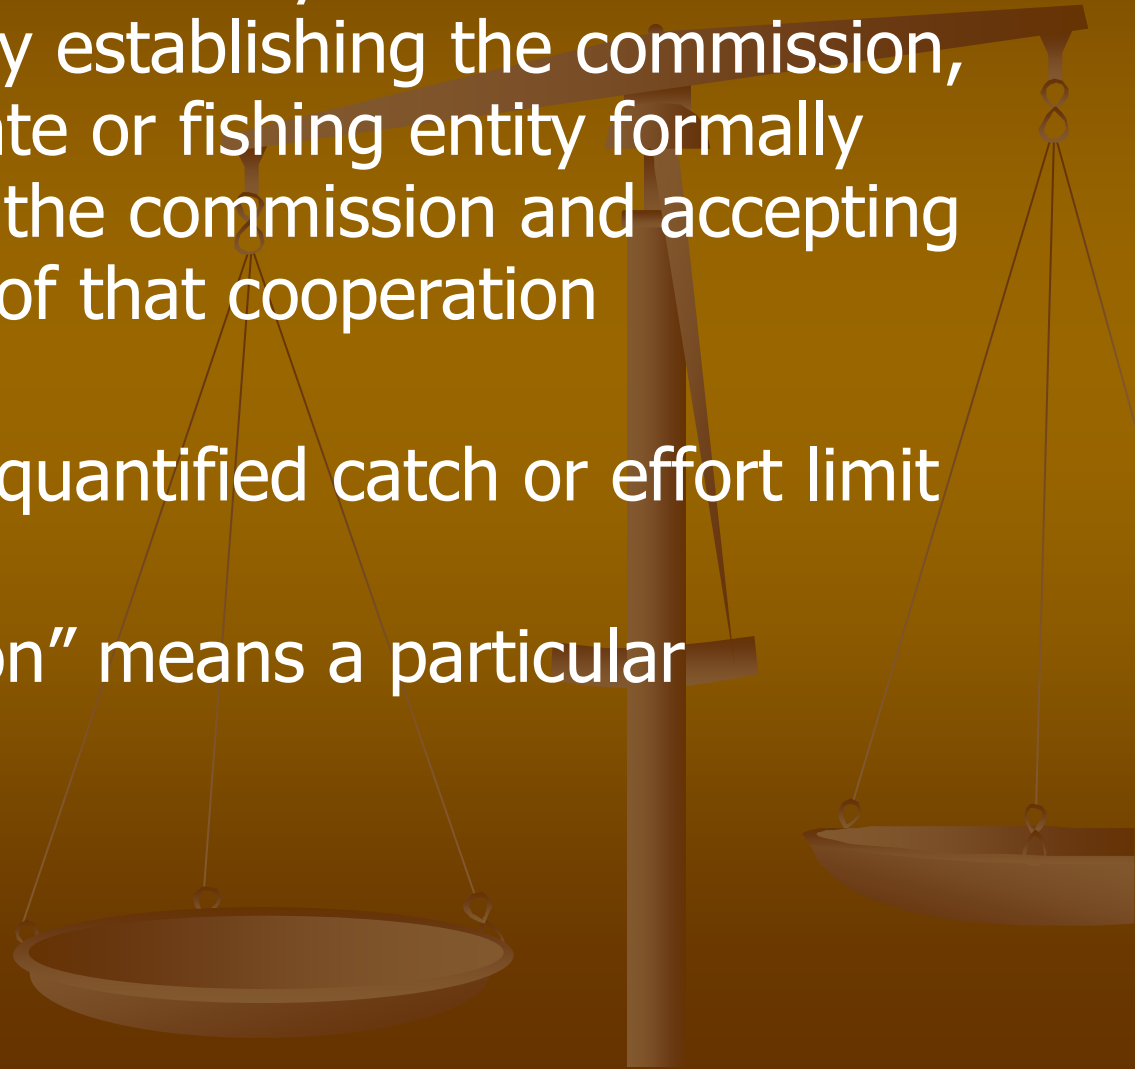 y establishing the commission,
te or fishing entity formally
the commission and accepting
of that cooperation
quantified catch or effort limit
on” means a particular